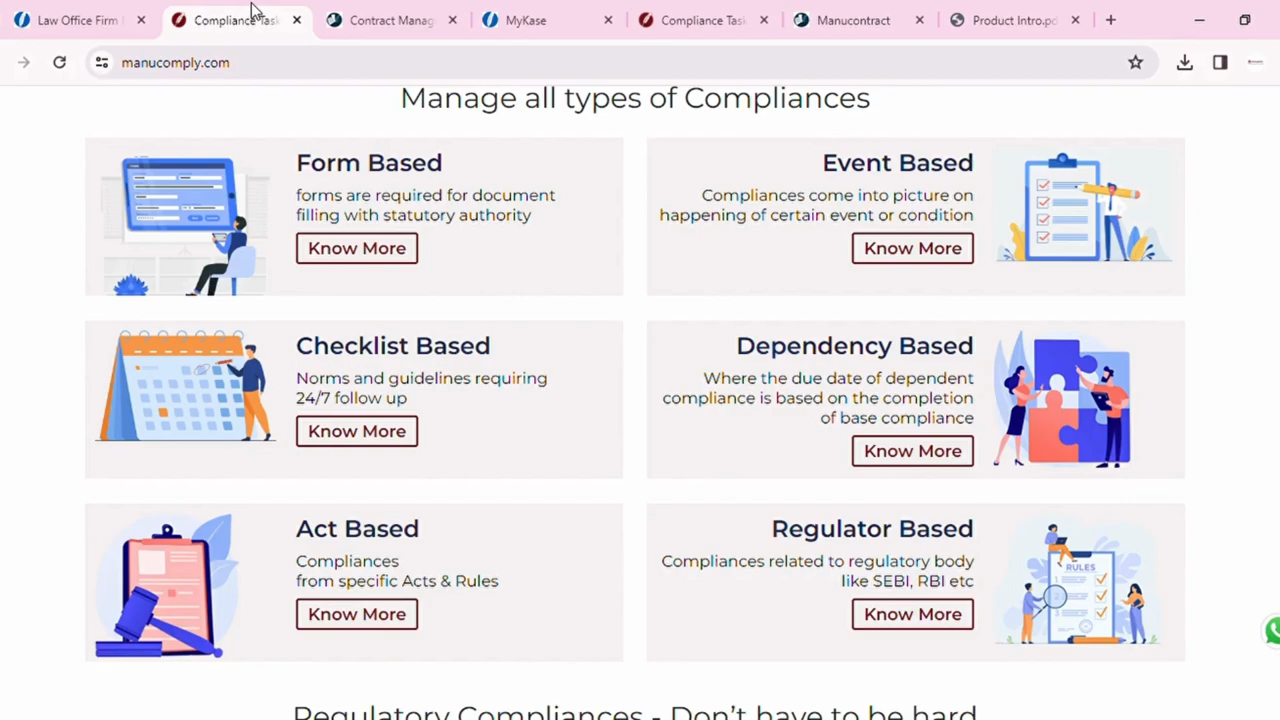 Law Office Firm
Compliance Task
Contract Manag
MyKase
Compliance Task
Manucontract
Product Intro.pd
manucomply.com
Manage all types of Compliances
Form Based
forms are required for document
filling with statutory authority
Know More
Event Based
Compliances come into picture on
happening of certain event or condition
Know More
Checklist Based
Norms and guidelines requiring
24/7 follow up
Know More
Dependency Based
Where the due date of dependent
compliance is based on the completion
of base compliance
Know More
Act Based
Compliances
from specific Acts & Rules
Know More
Regulator Based
Compliances related to regulatory body
like SEBI, RBI etc
Know More
RULES
1
2
3
Regulatory Compliances - Don't have to be hard